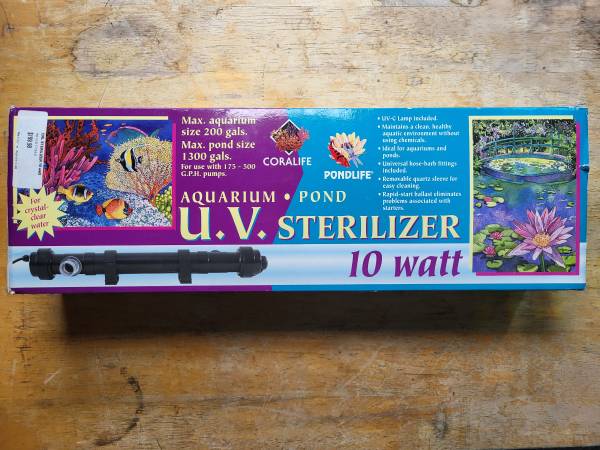 Max. aquarium
size 200 gals.
Max. pond size
1300 gals.
For use with 175 - 500
G.P.H. pumps.
CORALIFE
PONDLIFE®
• UV-C Lamp included.
• Maintains a clean, healthy
aquatic environment without
using chemicals.
• Ideal for aquariums and
ponds.
• Universal hose-barb fittings
included.
• Removable quartz sleeve for
easy cleaning.
• Rapid-start ballast eliminates
problems associated with
starters.
For
crystal-
clear
water
AQUARIUM • POND
U.V. STERILIZER
10 watt